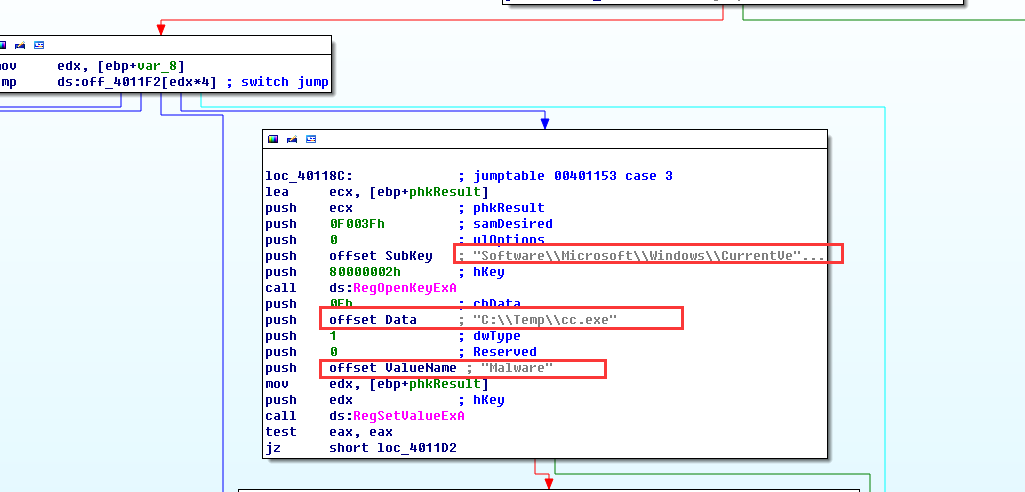 edx, [ebp+var_8]
ds:off_4011F2[edx*4] ; switch jump
loc_40118C: ; jumptable 00401153 case 3
lea ecx, [ebp+phkResult]
push ecx ; phkResult
push 0F003Fh ; samDesired
push 0 ; ulOptions
push offset SubKey ; "Software\\Microsoft\\Windows\\CurrentVe"...
push 80000002h ; hKey
call ds:RegOpenKeyExA
push ; cbData
push offset Data ; "C:\\Temp\\cc.exe"
push 1 ; dwType
push 0 ; Reserved
push offset ValueName ; "Malware"
mov edx, [ebp+phkResult]
push edx ; hKey
call ds:RegSetValueExA
test eax, eax
jz short loc_4011D2